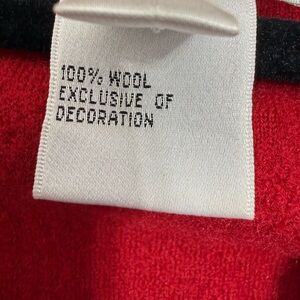 100% WOOL
EXCLUSIVE OF
DECORATION